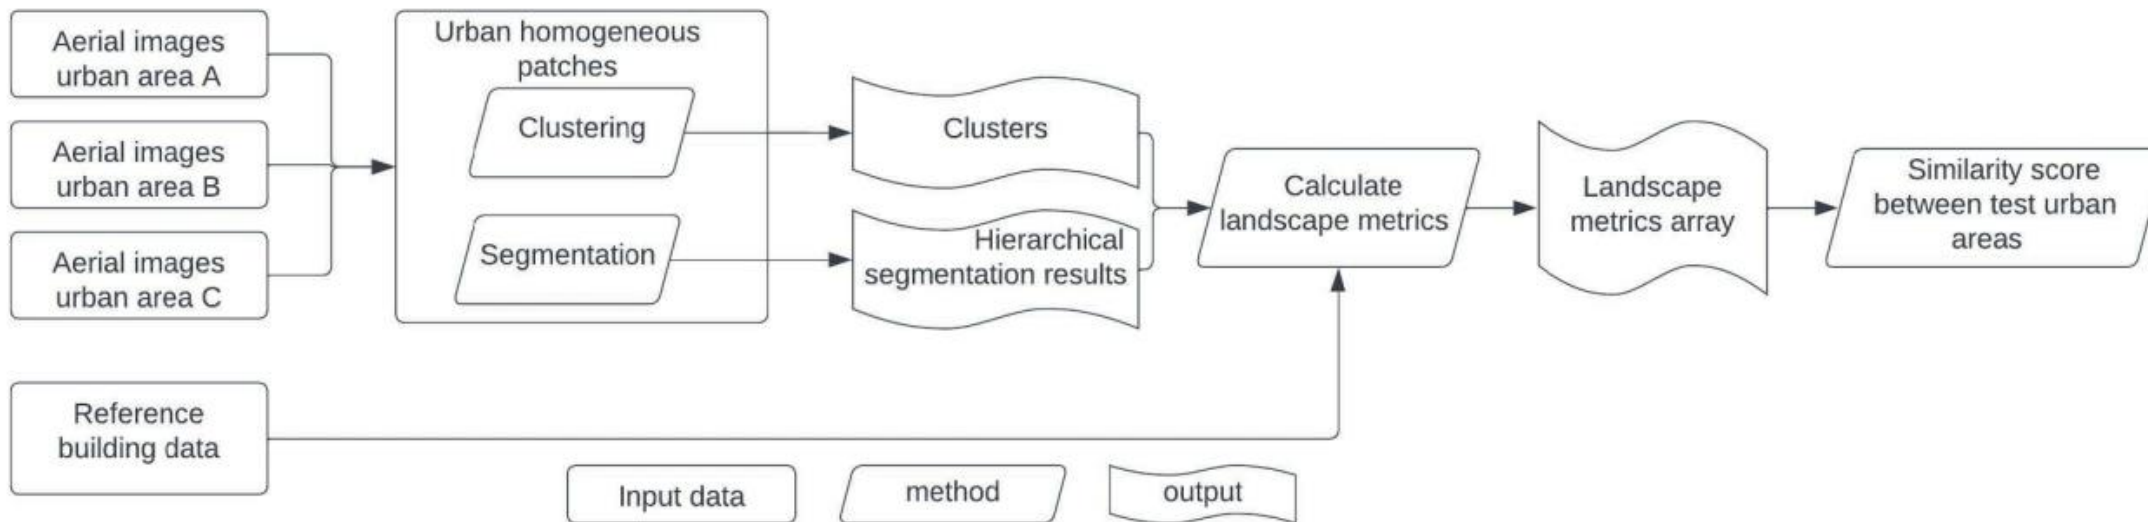 Aerial images
urban area A
Aerial images
urban area B
Aerial images
urban area C
Reference
building data
Urban homogeneous
patches
Clustering
Segmentation
Clusters
Hierarchical
segmentation results
Calculate
landscape metrics
Landscape
metrics array
Similarity score
between test urban
areas
Input data
method
output